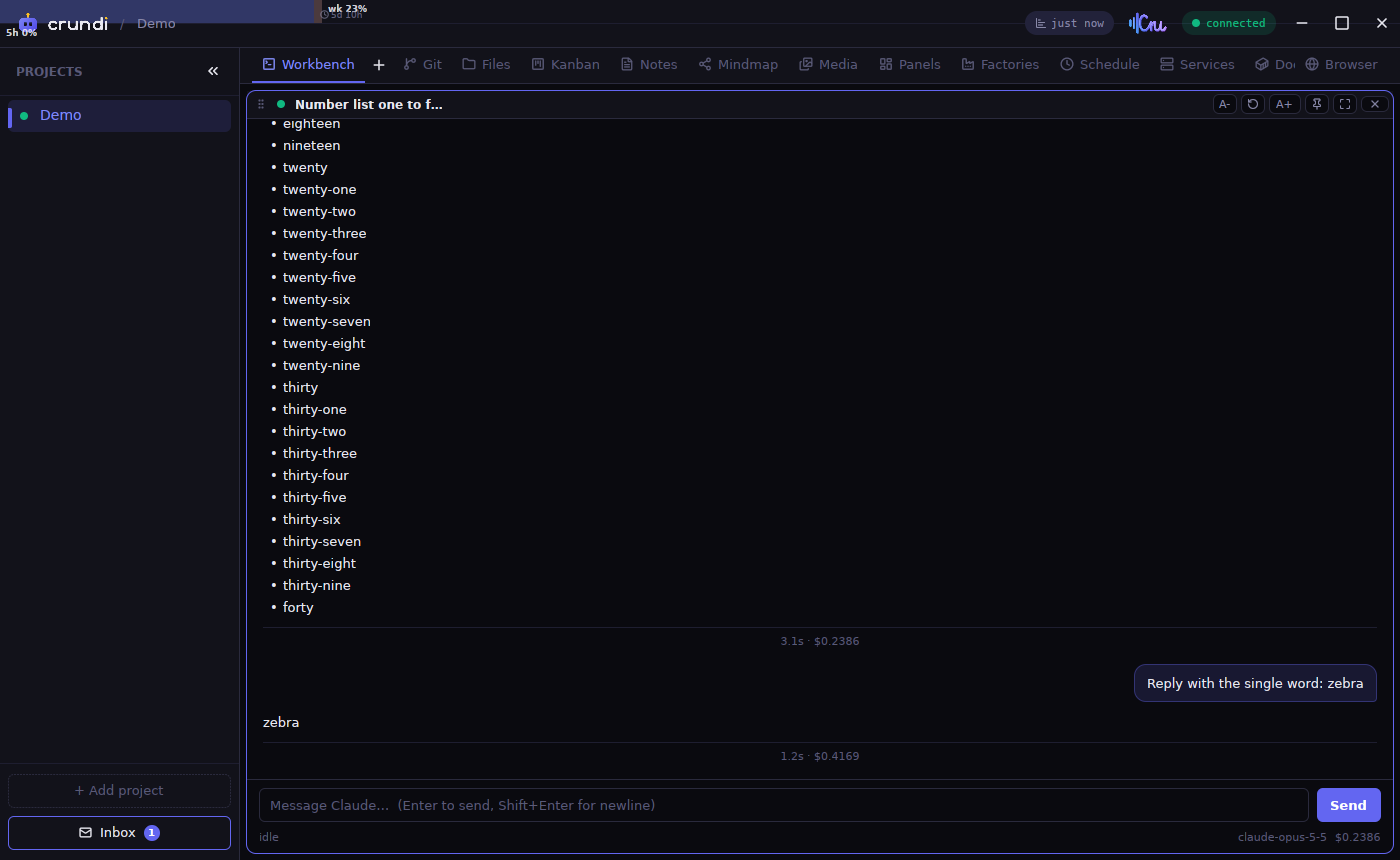 wk 23%
5d 10h
5h 0%
crundi / Demo
just now
Cru
connected
PROJECTS
Workbench
Git
Files
Kanban
Notes
Mindmap
Media
Panels
Factories
Schedule
Services
Doc
Browser
Demo
Number list one to f...
A-
A+
• eighteen
• nineteen
• twenty
• twenty-one
• twenty-two
• twenty-three
• twenty-four
• twenty-five
• twenty-six
• twenty-seven
• twenty-eight
• twenty-nine
• thirty
• thirty-one
• thirty-two
• thirty-three
• thirty-four
• thirty-five
• thirty-six
• thirty-seven
• thirty-eight
• thirty-nine
• forty
3.1s · $0.2386
Reply with the single word: zebra
zebra
1.2s · $0.4169
+ Add project
Inbox 1
Message Claude… (Enter to send, Shift+Enter for newline)
Send
idle
claude-opus-5-5 $0.2386